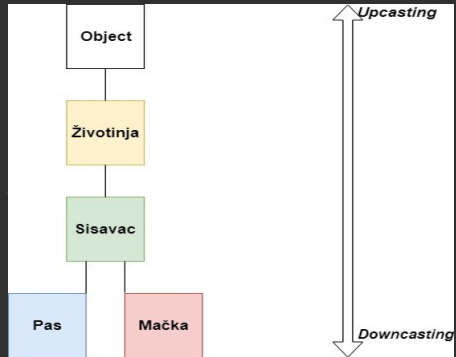 Upcasting
Object
Životinja
Sisavac
Pas
Mačka
Downcasting